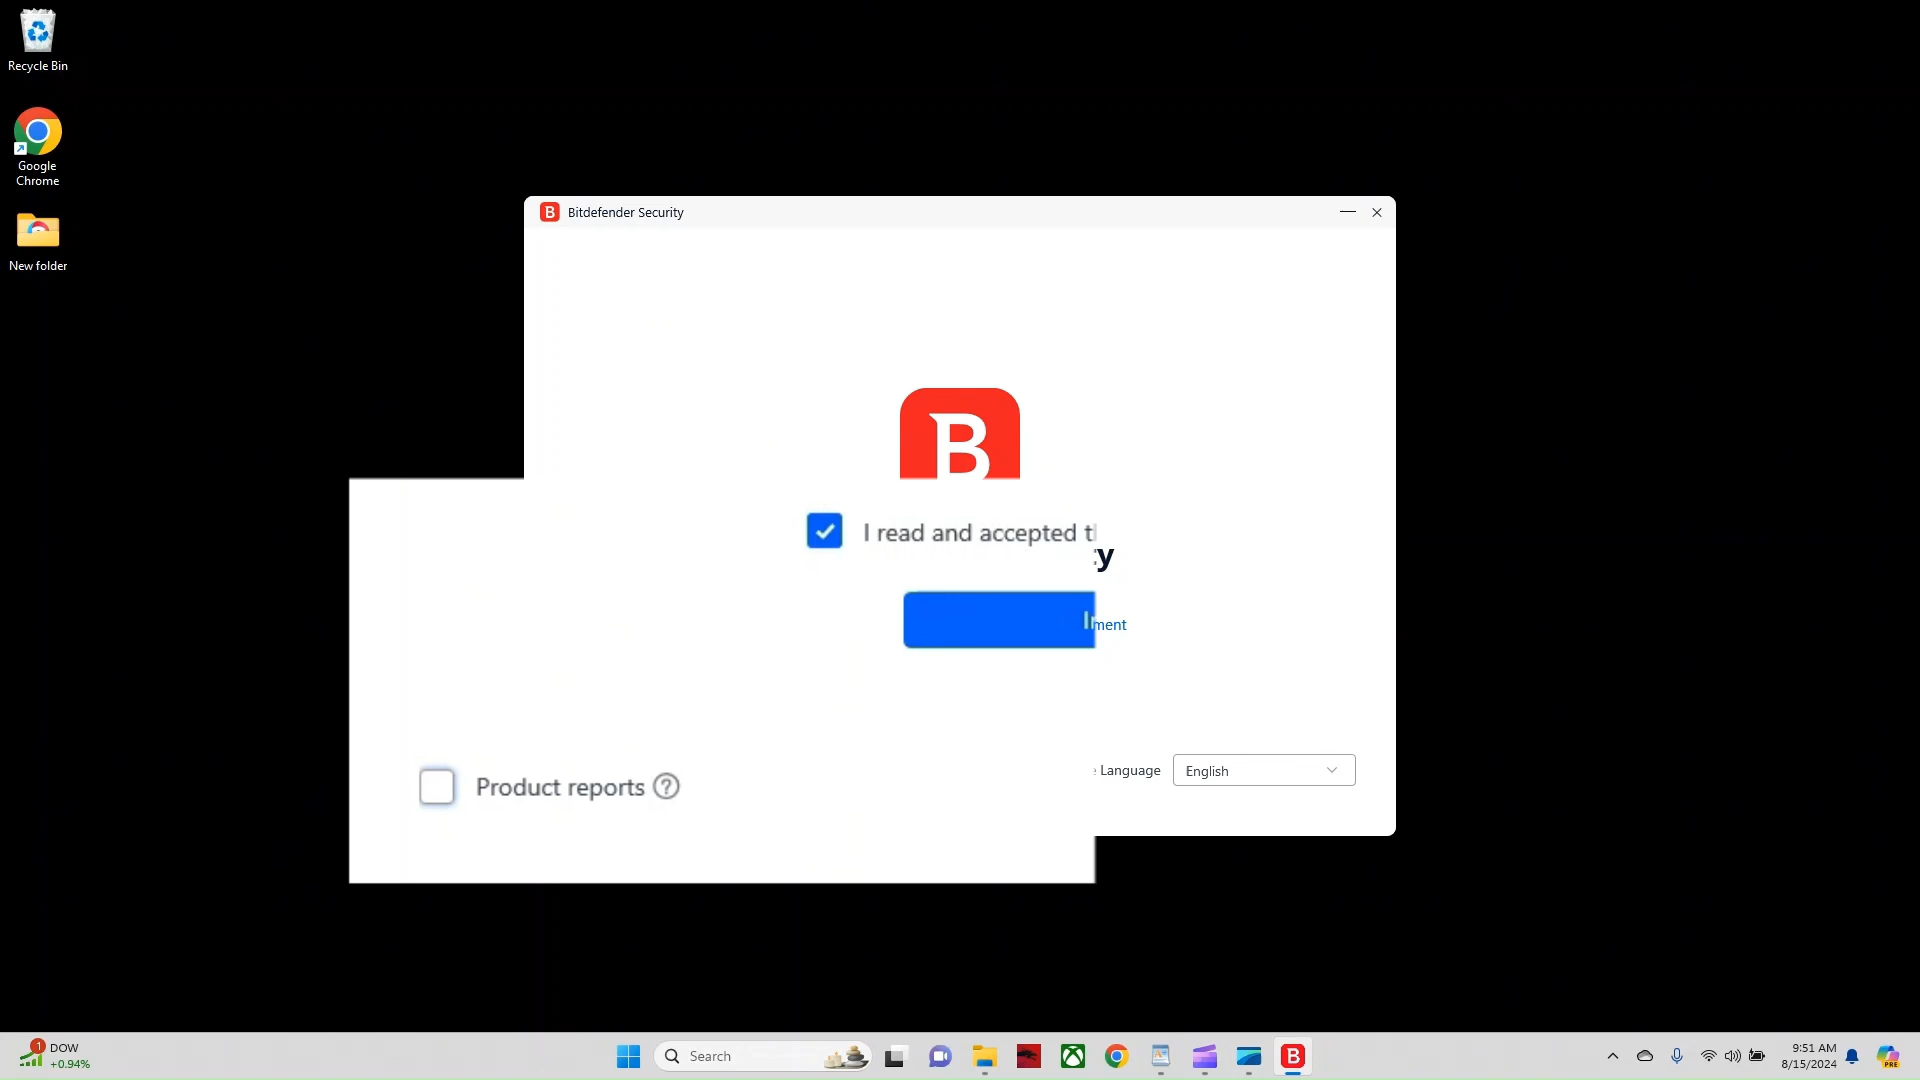 Recycle Bin
Google
Chrome
New folder
Bitdefender Security
B
I read and accepted
Product reports ?
Language
English
1
DOW
+0.94%
Search
B
9:51 AM
8/15/2024
PRE